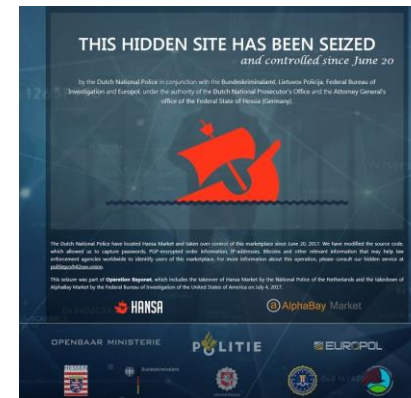 THIS HIDDEN SITE HAS BEEN SEIZED
and controlled since June 20
by the Dutch National Police in conjunction with the Bundeskriminalamt, Lietuvos Policija, Federal Bureau of
Investigation and Europol, under the authority of the Dutch National Prosecutor's Office and the Attorney General's
office of the Federal State of Hessia (Germany).
The Dutch National Police have located Hansa Market and taken over control of this marketplace since June 20, 2017. We have modified the source code,
which allowed us to capture passwords, PGP-encrypted order information, IP-addresses, Bitcoins and other relevant information that may help law
enforcement agencies worldwide to identify users of this marketplace. For more information about this operation, please consult our hidden service at
This seizure was part of Operation Bayonet, which includes the takeover of Hansa Market by the National Police of the Netherlands and the takedown of
AlphaBay Market by the Federal Bureau of Investigation of the United States of America on July 4, 2017.
HANSA
AlphaBay Market
OPENBAAR MINISTERIE
POLITIE
EUROPOL
Bundeskriminalamt